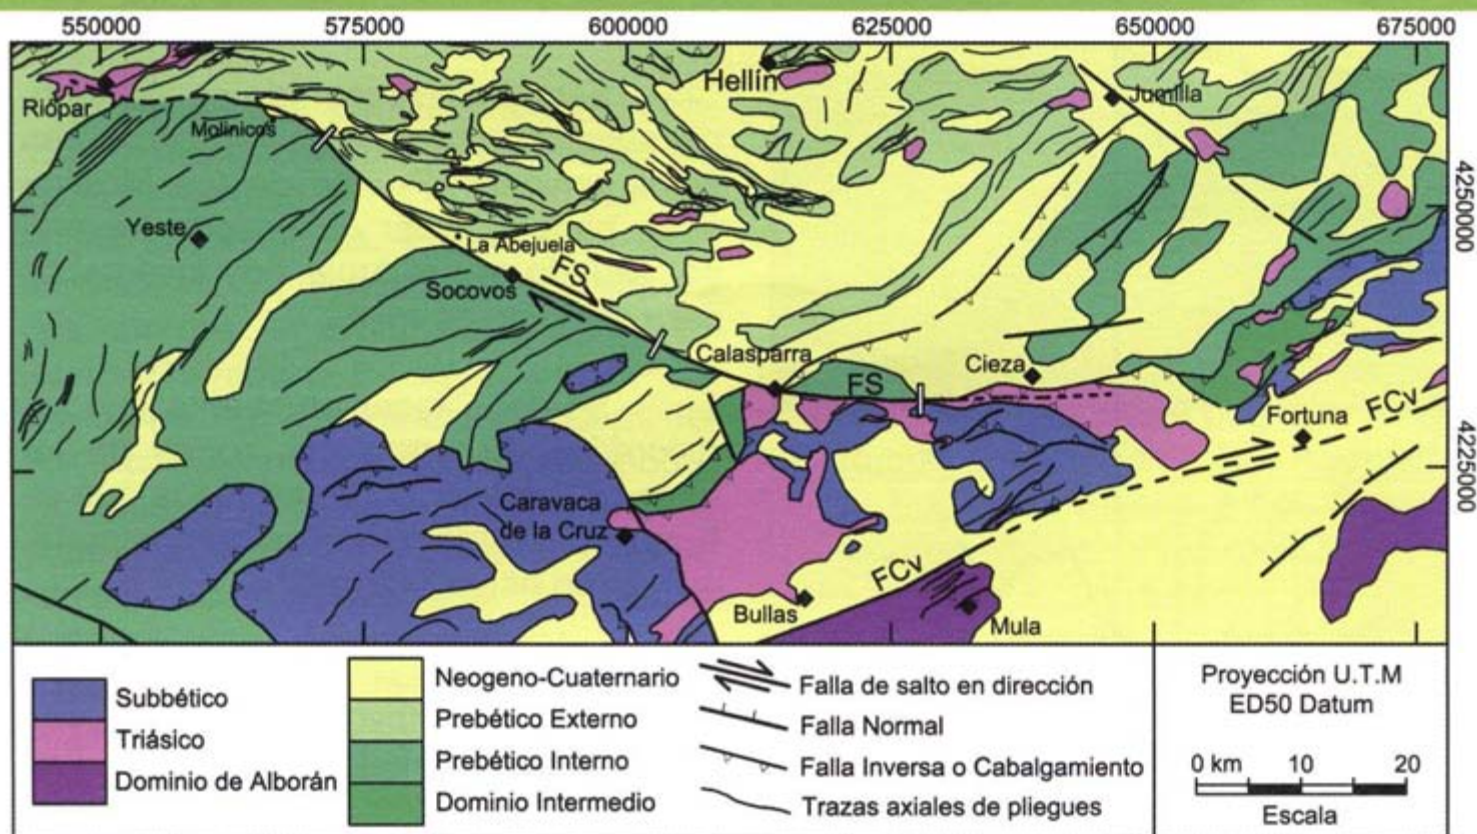 550000 575000 600000 625000 650000 675000
Hellín
Jumilla
Riópar
Molinicos
4250000
Yeste
La Abejuela
FS
Socovos
Calasparra
Cieza
FS
Fortuna
FCv
4225000
Caravaca
de la Cruz
FCv
Bullas
Mula
Subbético
Triásico
Dominio de Alborán
Neogeno-Cuaternario
Prebético Externo
Prebético Interno
Dominio Intermedio
Falla de salto en dirección
Falla Normal
Falla Inversa o Cabalgamiento
Trazas axiales de pliegues
Proyección U.T.M
ED50 Datum
0 km 10 20
Escala